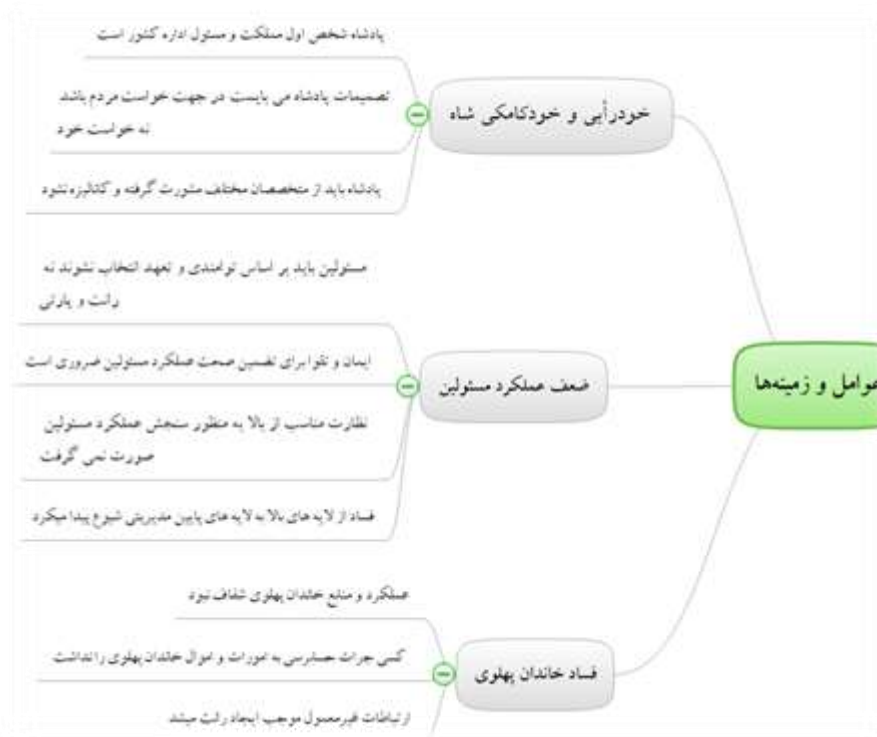 عوامل و زمینه‌ها
خودرأیی و خودکامکی شاه
پادشاه شخص اول مملکت و مسئول اداره کشور است
تصمیمات پادشاه می بایست در جهت خواست مردم باشد
نه خواست خود
پادشاه باید از متخصصان مختلف مشورت گرفته و کانالیزه نشود
ضعف عملکرد مسئولین
مسئولین باید بر اساس توامندی و تعهد انتخاب نشوند نه
رانت و پارتی
ایمان و تقوا برای تضمین صحت عملکرد مسئولین ضروری است
نظارت مناسب از بالا به منظور سنجش عملکرد مسئولین
صورت نمی گرفت
فساد از لایه های بالا به لایه های پایین مدیریتی شیوع پیدا میکرد
فساد خاندان پهلوی
عملکرد و منابع خاندان پهلوی شفاف نبود
کسی جرات حسابرسی به امورات و اموال خاندان پهلوی را نداشت
ارتباطات غیرمعمول موجب ایجاد رانت میشد